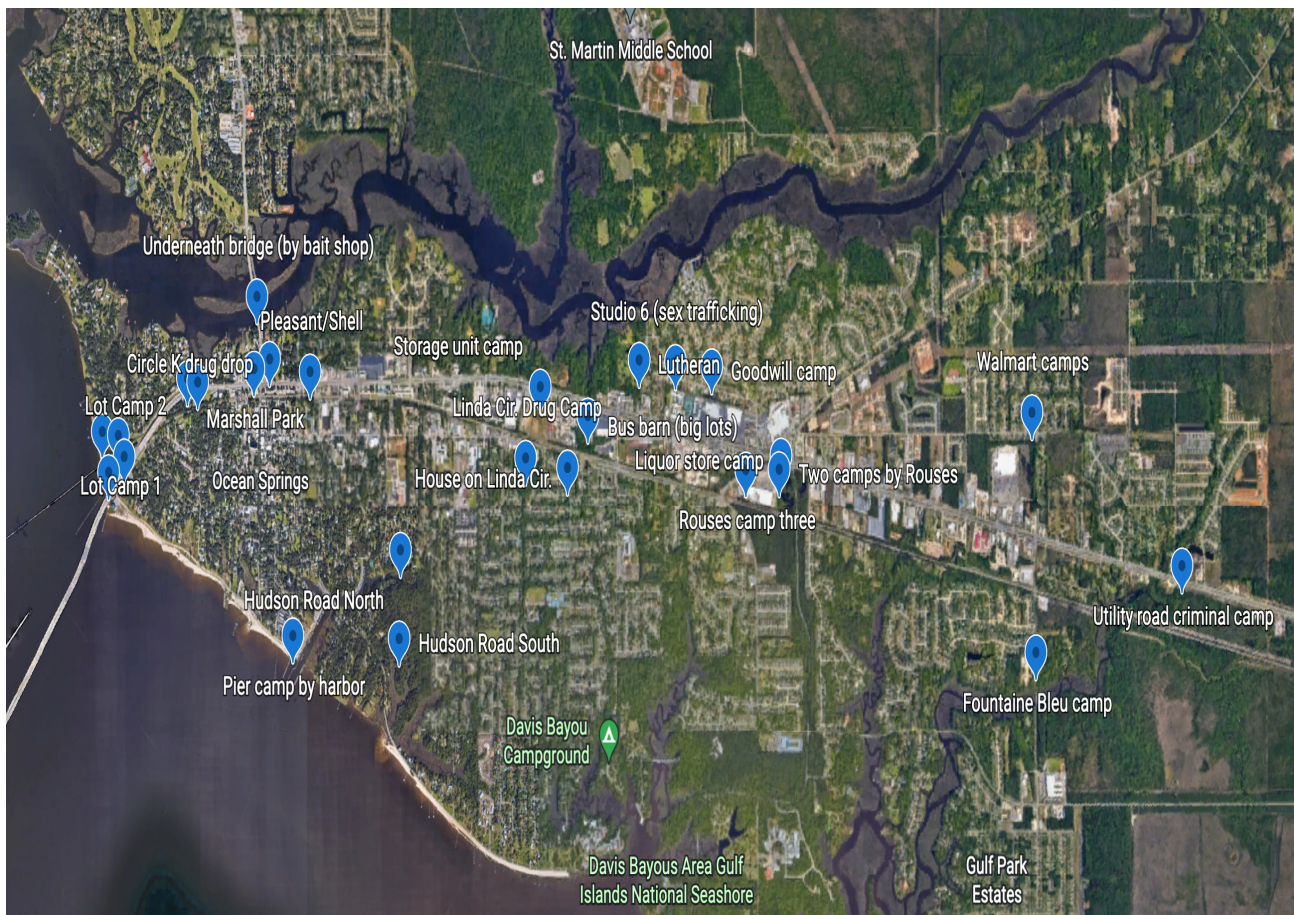 St. Martin Middle School
Underneath bridge (by bait shop)
Pleasant/Shell
Studio 6 (sex trafficking)
Storage unit camp
Circle K drug drop
Lutheran
Goodwill camp
Walmart camps
Lot Camp 2
Marshall Park
Linda Cir. Drug Camp
Bus barn (big lots)
Liquor store camp
Two camps by Rouses
Lot Camp 1
Ocean Springs
House on Linda Cir.
Rouses camp three
Hudson Road North
Hudson Road South
Utility road criminal camp
Pier camp by harbor
Fountaine Bleu camp
Davis Bayou
Campground
Davis Bayous Area Gulf
Islands National Seashore
Gulf Park
Estates